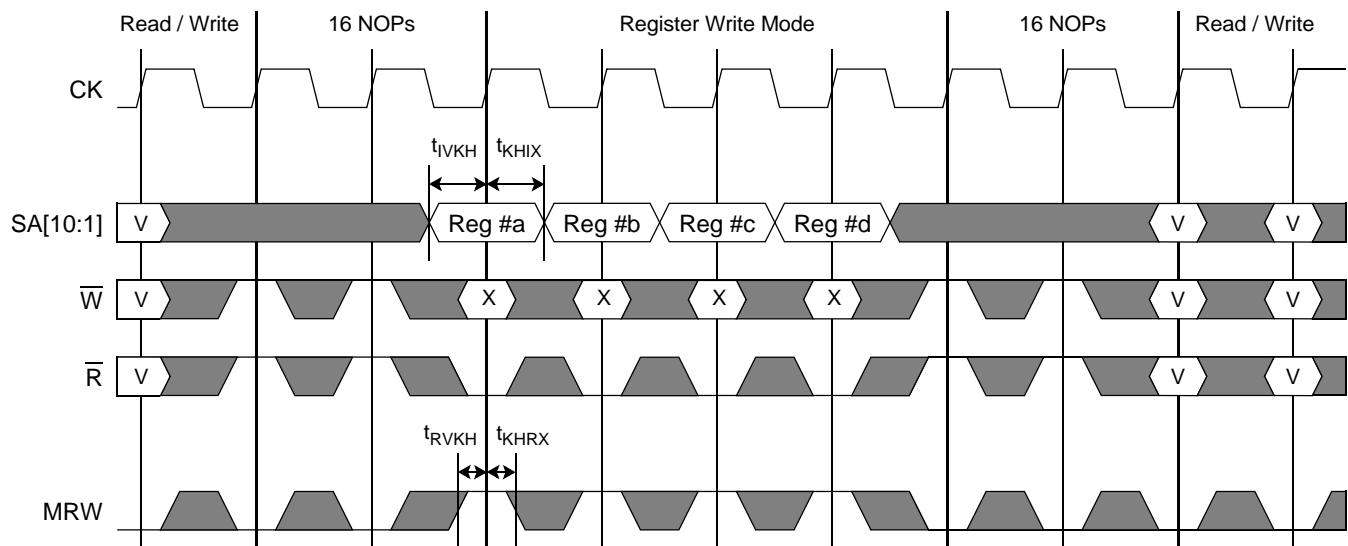 Read / Write 16 NOPs Register Write Mode 16 NOPs Read / Write
CK
tIVKH tKHIX
SA[10:1] V Reg #a Reg #b Reg #c Reg #d V V
W̅ V X X X X V V
R̅ V V V
tRVKH tKHRX
MRW